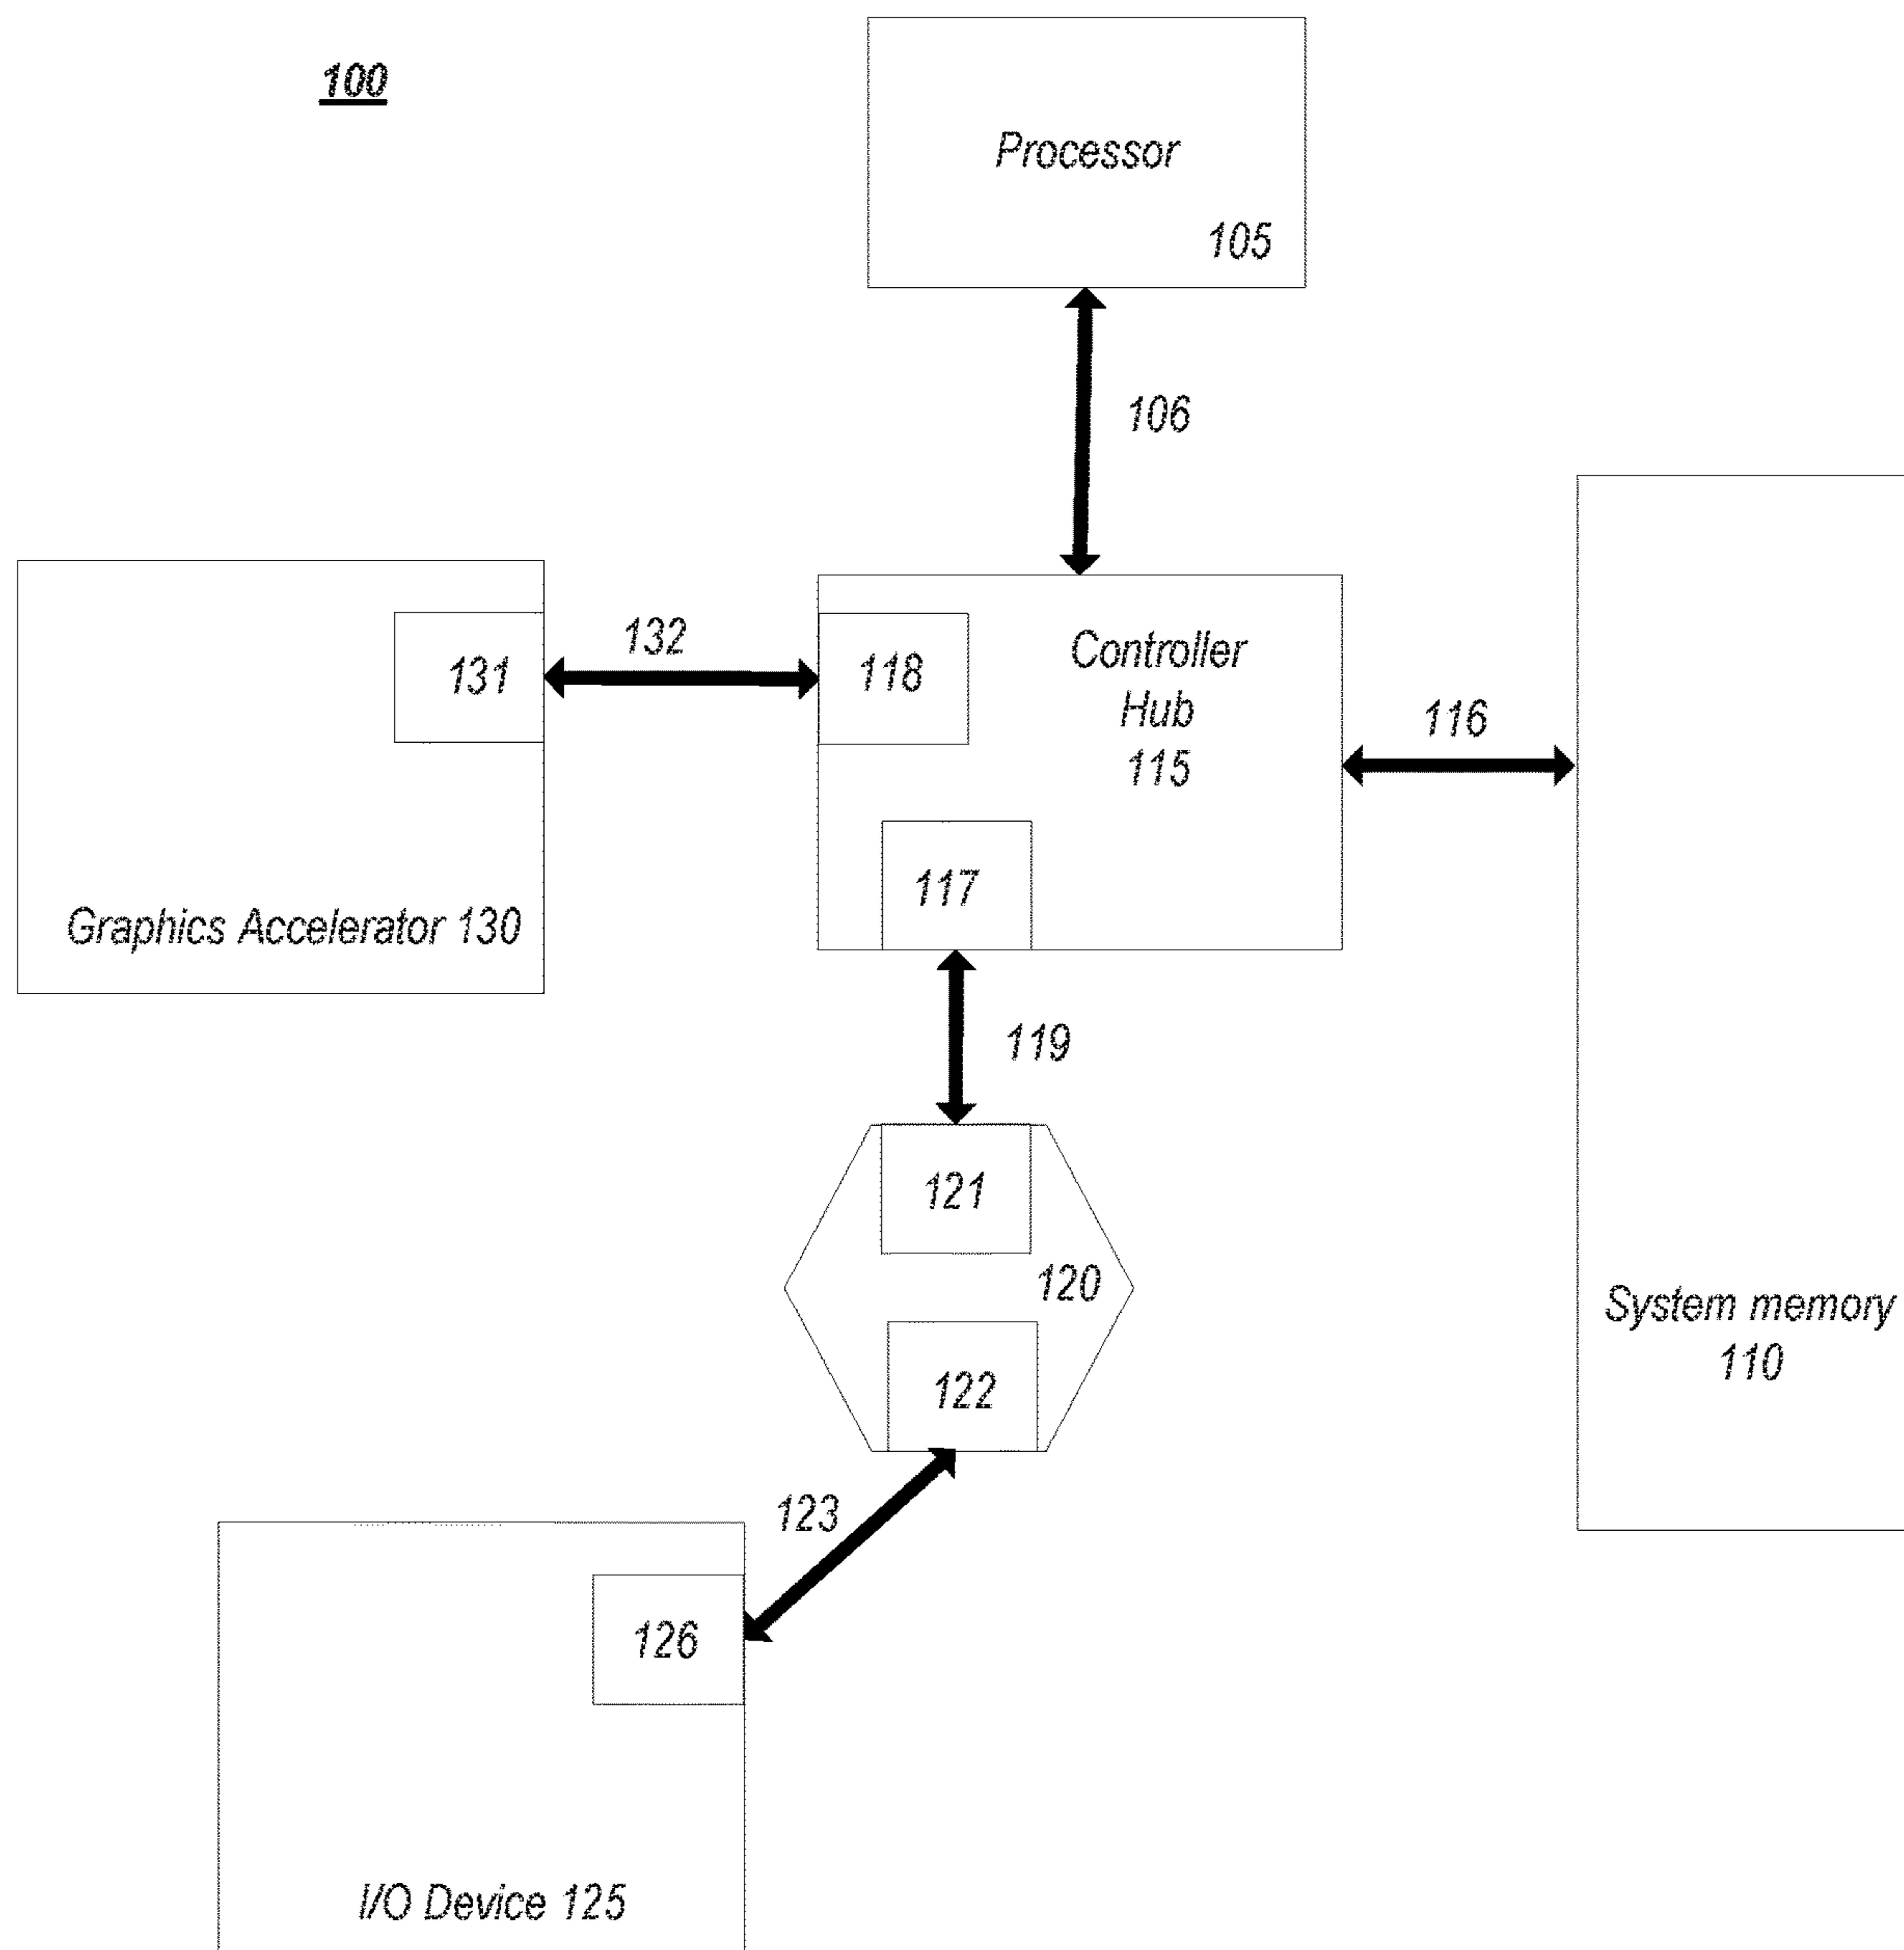 100
Processor
105
106
132
131
118
Controller
Hub
115
116
117
Graphics Accelerator 130
119
121
120
122
System memory
110
123
126
I/O Device 125